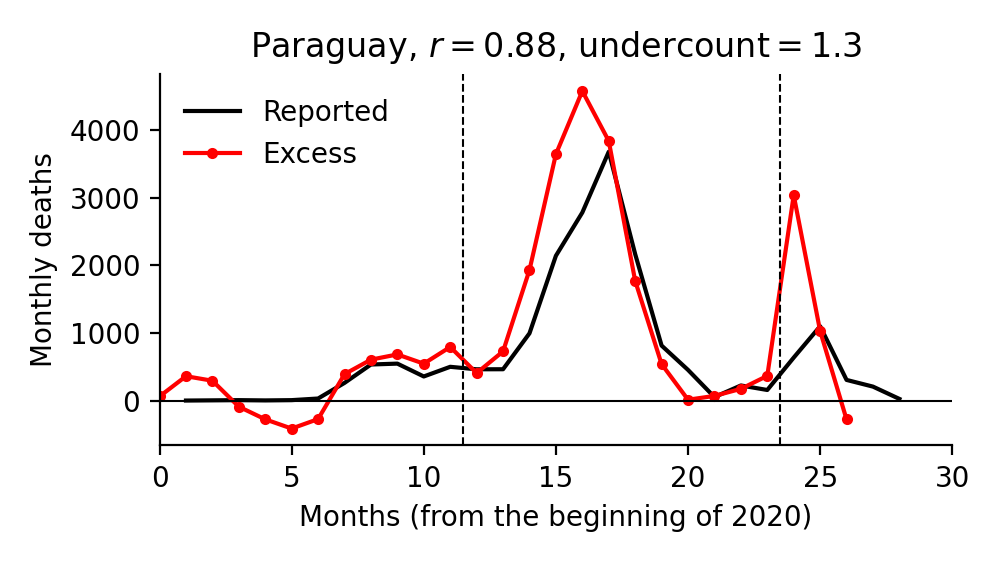 Paraguay, r = 0.88, undercount = 1.3
Reported
Excess
Monthly deaths
4000
3000
2000
1000
0
0 5 10 15 20 25 30
Months (from the beginning of 2020)